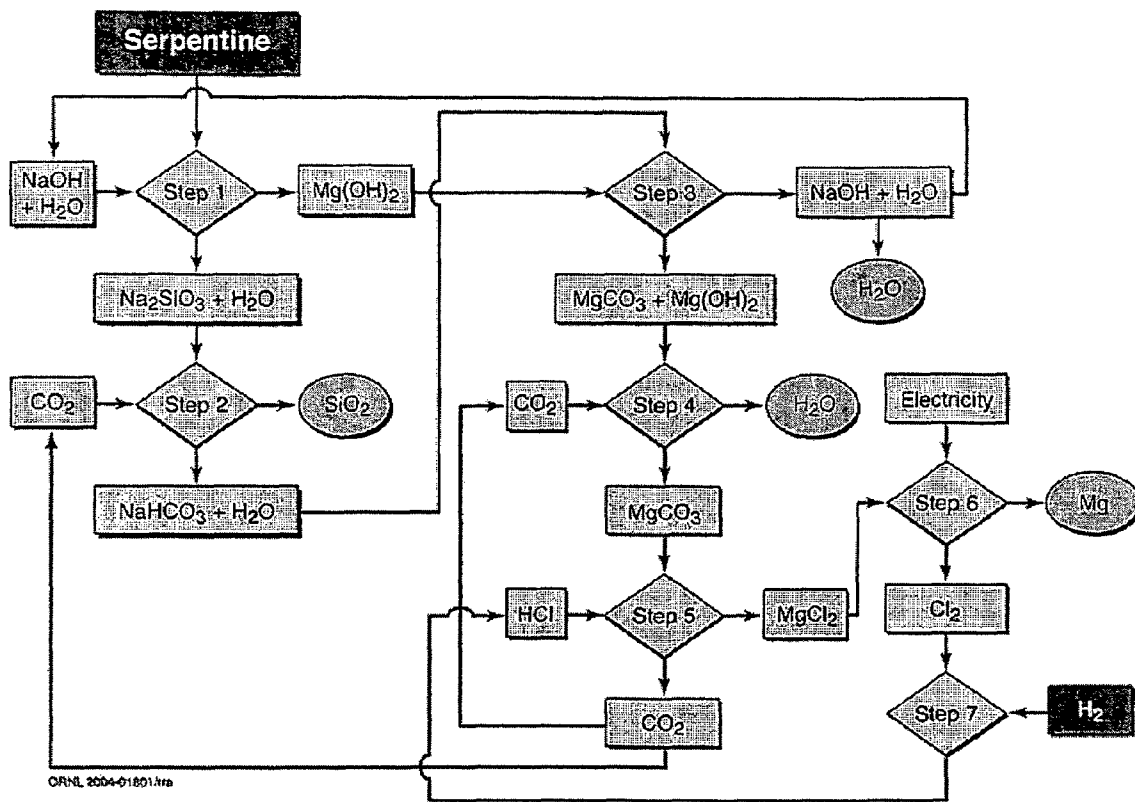 Serpentine
NaOH
+ H₂O
Step 1
Mg(OH)₂
Step 3
NaOH + H₂O
H₂O
Na₂SiO₃ + H₂O
MgCO₃ + Mg(OH)₂
CO₂
Step 2
SiO₂
CO₂
Step 4
H₂O
Electricity
NaHCO₃ + H₂O
MgCO₃
Step 6
Mg
HCl
Step 5
MgCl₂
Cl₂
CO₂
Step 7
H₂
ORNL 2004-01801/rra